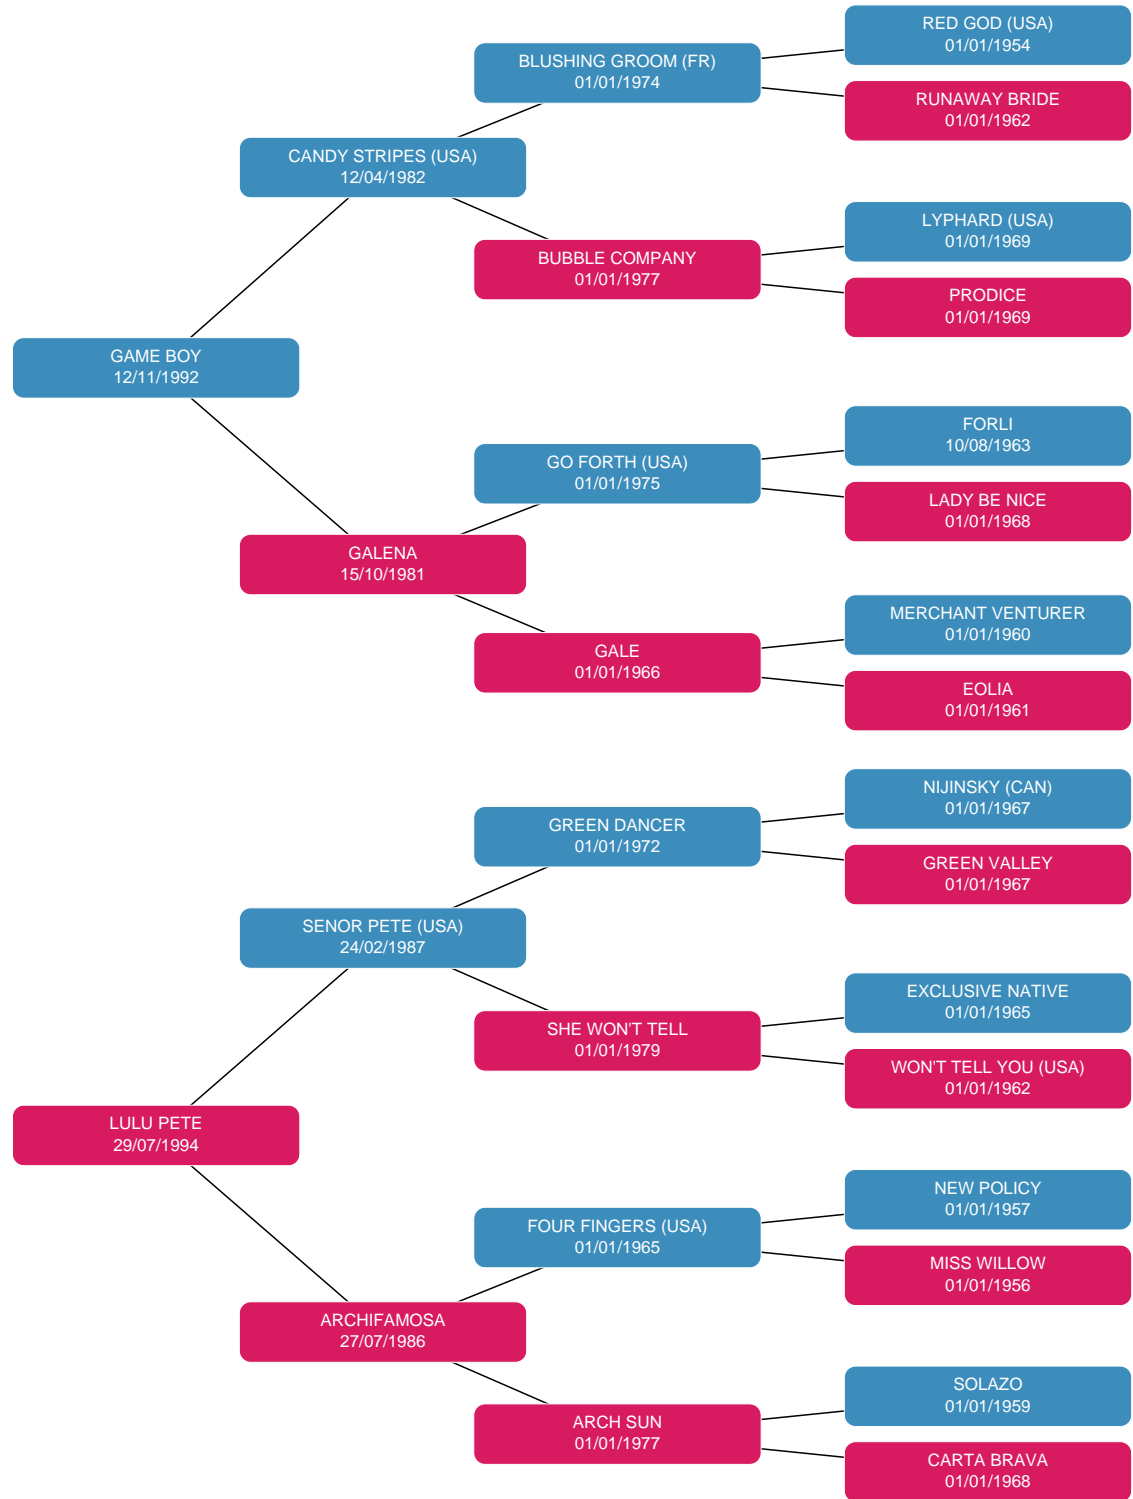 RED GOD (USA)
01/01/1954
BLUSHING GROOM (FR)
01/01/1974
RUNAWAY BRIDE
01/01/1962
CANDY STRIPES (USA)
12/04/1982
LYPHARD (USA)
01/01/1969
BUBBLE COMPANY
01/01/1977
PRODICE
01/01/1969
GAME BOY
12/11/1992
FORLI
10/08/1963
GO FORTH (USA)
01/01/1975
LADY BE NICE
01/01/1968
GALENA
15/10/1981
MERCHANT VENTURER
01/01/1960
GALE
01/01/1966
EOLIA
01/01/1961
NIJINSKY (CAN)
01/01/1967
GREEN DANCER
01/01/1972
GREEN VALLEY
01/01/1967
SENOR PETE (USA)
24/02/1987
EXCLUSIVE NATIVE
01/01/1965
SHE WON'T TELL
01/01/1979
WON'T TELL YOU (USA)
01/01/1962
LULU PETE
29/07/1994
NEW POLICY
01/01/1957
FOUR FINGERS (USA)
01/01/1965
MISS WILLOW
01/01/1956
ARCHIFAMOSA
27/07/1986
SOLAZO
01/01/1959
ARCH SUN
01/01/1977
CARTA BRAVA
01/01/1968